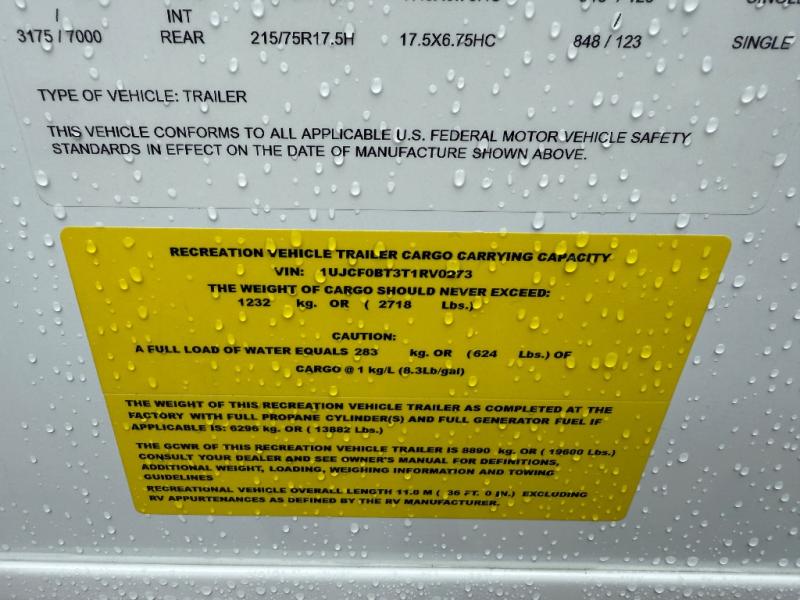 /
INT
3175 / 7000 REAR 215/75R17.5H 17.5X6.75HC 848 / 123 SINGLE
TYPE OF VEHICLE: TRAILER
THIS VEHICLE CONFORMS TO ALL APPLICABLE U.S. FEDERAL MOTOR VEHICLE SAFETY
STANDARDS IN EFFECT ON THE DATE OF MANUFACTURE SHOWN ABOVE.
RECREATION VEHICLE TRAILER CARGO CARRYING CAPACITY
VIN: 1UJCF0BT3T1RV0273
THE WEIGHT OF CARGO SHOULD NEVER EXCEED:
1232 kg. OR ( 2718 Lbs.)
CAUTION:
A FULL LOAD OF WATER EQUALS 283 kg. OR (624 Lbs.) OF
CARGO @ 1 kg/L (8.3Lb/gal)
THE WEIGHT OF THIS RECREATION VEHICLE TRAILER AS COMPLETED AT THE
FACTORY WITH FULL PROPANE CYLINDER(S) AND FULL GENERATOR FUEL IF
APPLICABLE IS: 6296 kg. OR ( 13882 Lbs.)
THE GCWR OF THIS RECREATION VEHICLE TRAILER IS 8890 kg. OR ( 19600 Lbs.)
CONSULT YOUR DEALER AND SEE OWNER'S MANUAL FOR DEFINITIONS,
ADDITIONAL WEIGHT, LOADING, WEIGHING INFORMATION AND TOWING
GUIDELINES
RECREATIONAL VEHICLE OVERALL LENGTH 11.0 M ( 36 FT. 0 IN.) EXCLUDING
RV APPURTENANCES AS DEFINED BY THE RV MANUFACTURER.